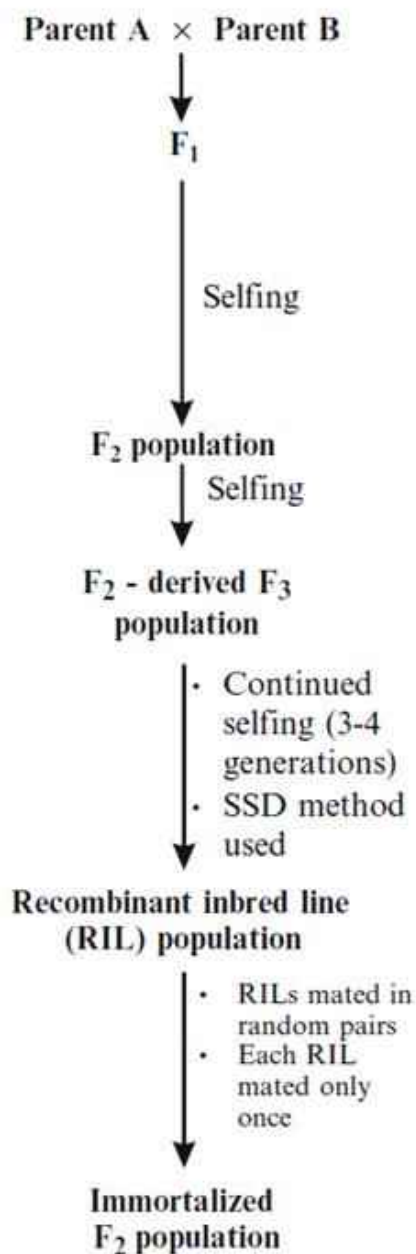 Parent A × Parent B
F₁
Selfing
F₂ population
Selfing
F₂ - derived F₃
population
· Continued
selfing (3-4
generations)
· SSD method
used
Recombinant inbred line
(RIL) population
· RILs mated in
random pairs
· Each RIL
mated only
once
Immortalized
F₂ population